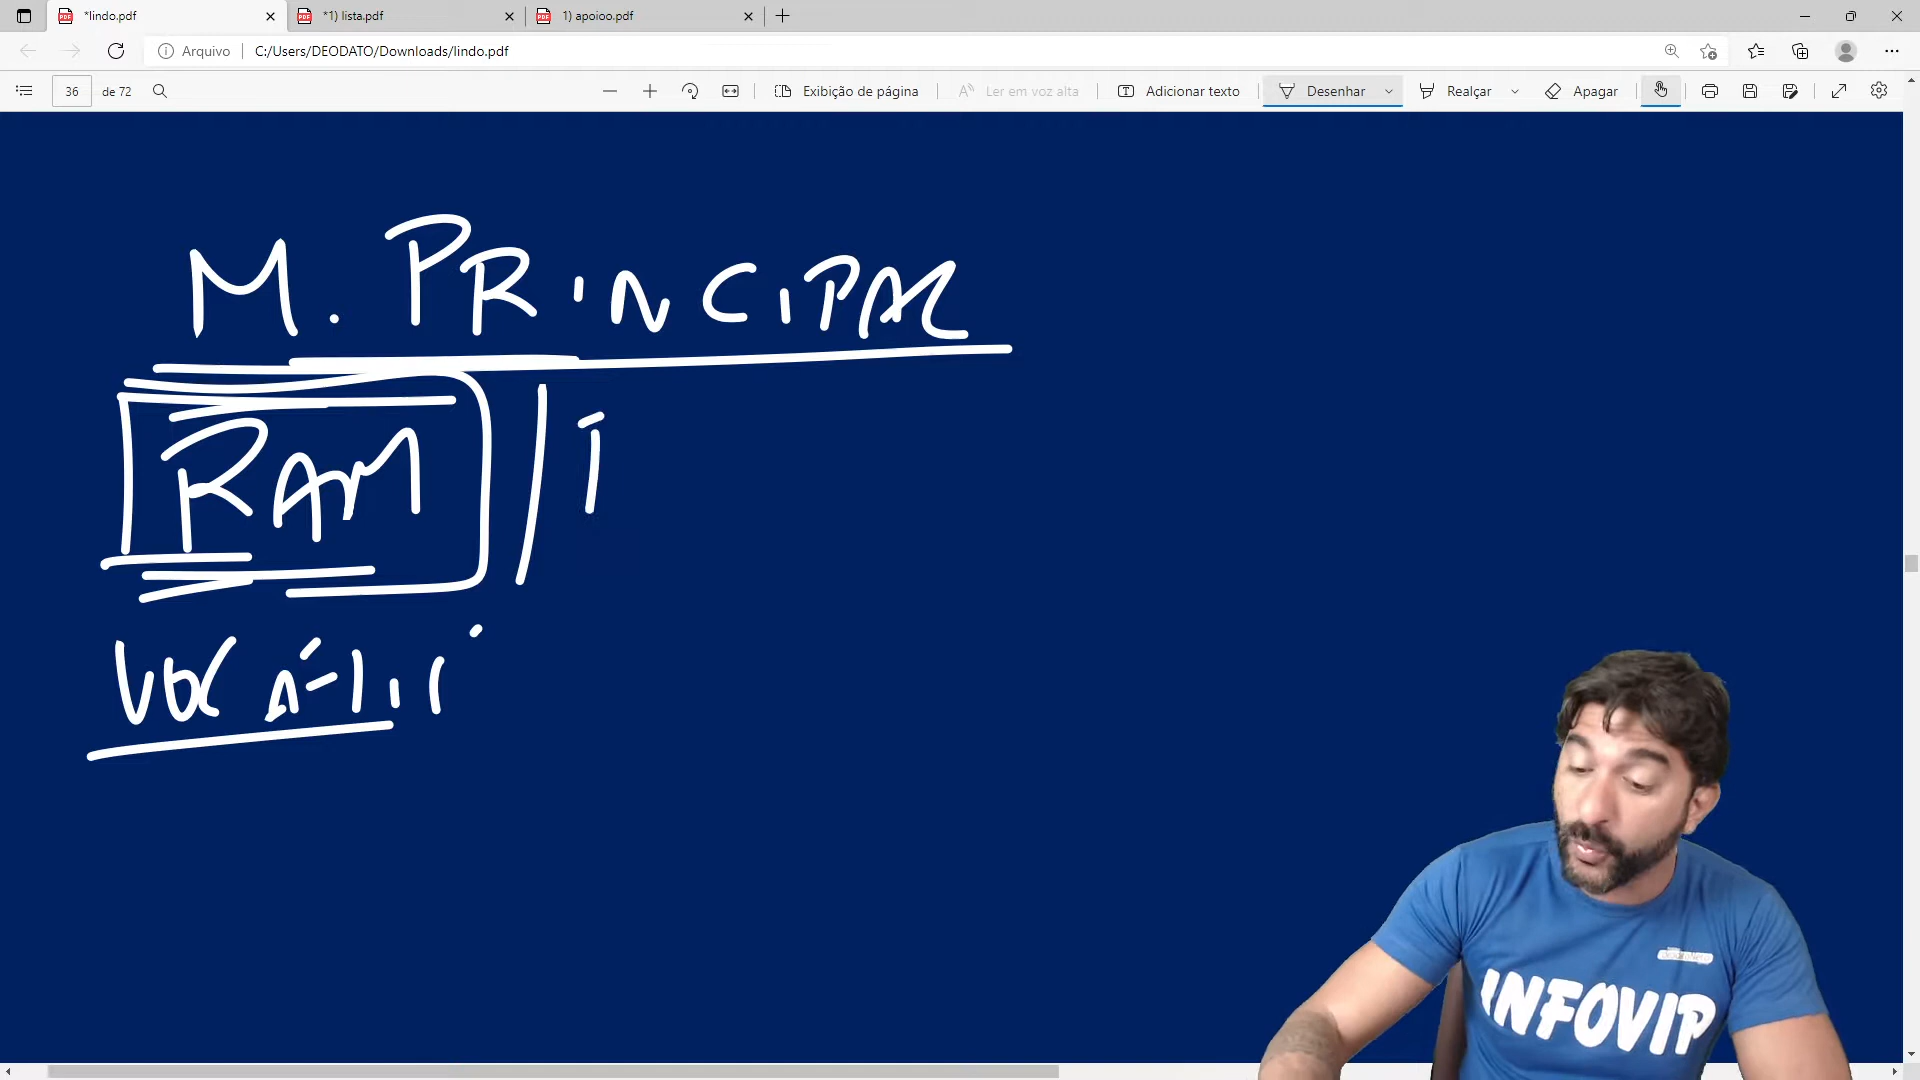 *lindo.pdf
*1) lista.pdf
1) apoioo.pdf
Arquivo
C:/Users/DEODATO/Downloads/lindo.pdf
36 de 72
Exibição de página
Ler em voz alta
Adicionar texto
Desenhar
Realçar
Apagar
M. PRINCIPAL
RAM
INFOVIP